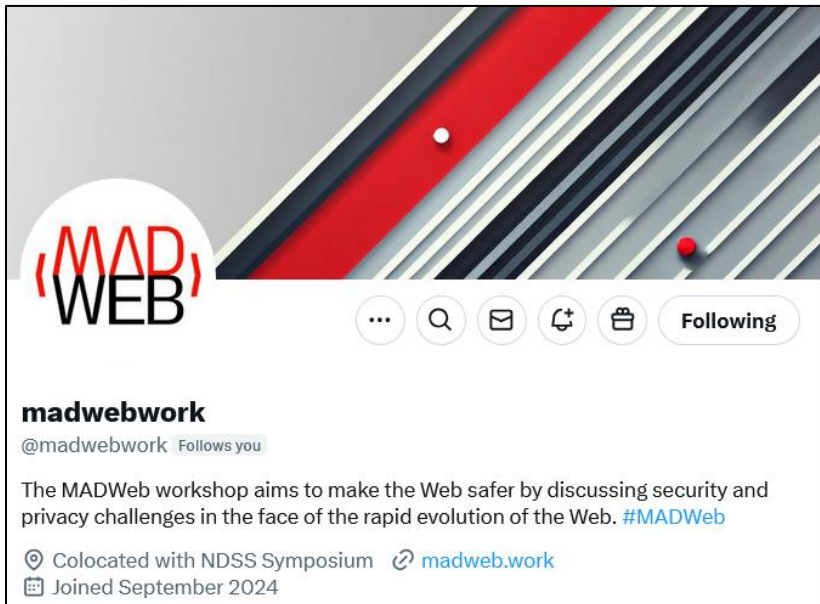 MAD
WEB
Following
madwebwork
@madwebwork Follows you
The MADWeb workshop aims to make the Web safer by discussing security and
privacy challenges in the face of the rapid evolution of the Web. #MADWeb
Colocated with NDSS Symposium madweb.work
Joined September 2024